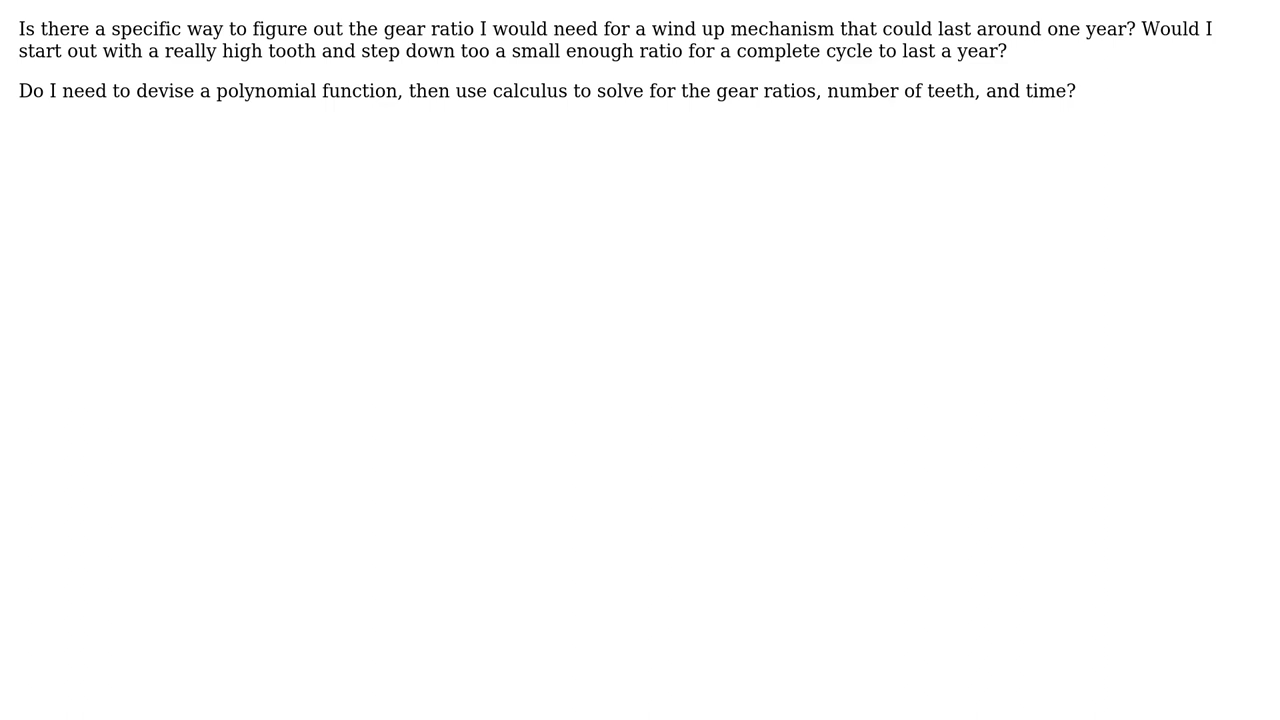 Is there a specific way to figure out the gear ratio I would need for a wind up mechanism that could last around one year? Would I
start out with a really high tooth and step down too a small enough ratio for a complete cycle to last a year?
Do I need to devise a polynomial function, then use calculus to solve for the gear ratios, number of teeth, and time?